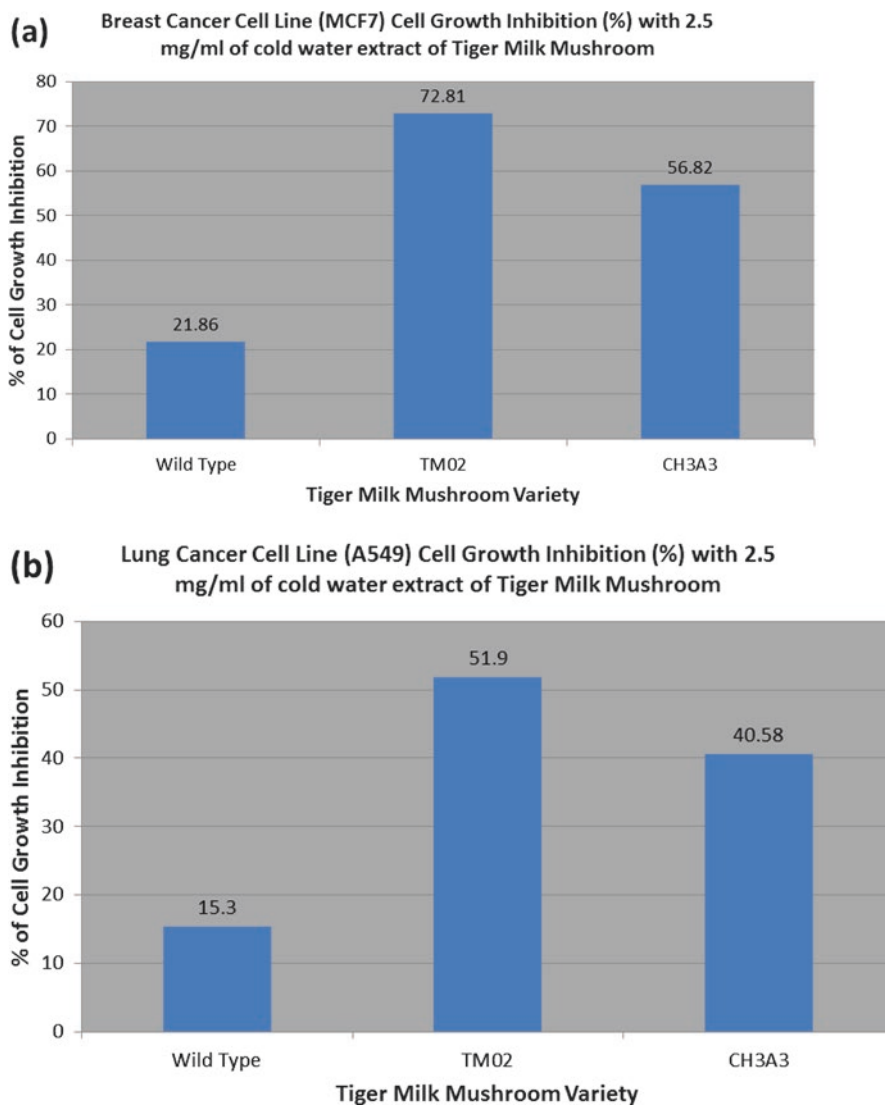 (a)
Breast Cancer Cell Line (MCF7) Cell Growth Inhibition (%) with 2.5
mg/ml of cold water extract of Tiger Milk Mushroom
% of Cell Growth Inhibition
80
70
60
50
40
30
20
10
0
21.86
72.81
56.82
Wild Type
TM02
CH3A3
Tiger Milk Mushroom Variety
(b)
Lung Cancer Cell Line (A549) Cell Growth Inhibition (%) with 2.5
mg/ml of cold water extract of Tiger Milk Mushroom
% of Cell Growth Inhibition
60
50
40
30
20
10
0
15.3
51.9
40.58
Wild Type
TM02
CH3A3
Tiger Milk Mushroom Variety